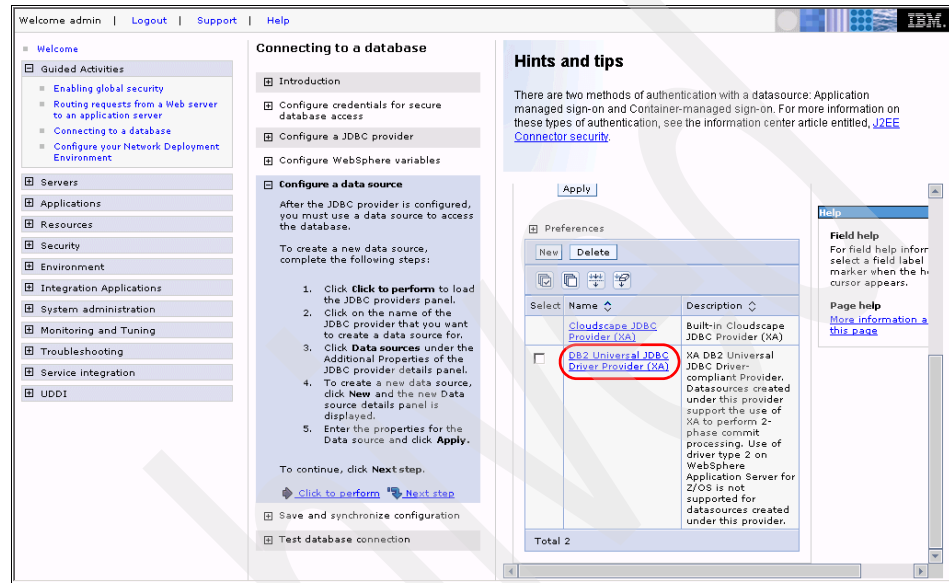 Welcome admin | Logout | Support | Help
IBM.
Welcome
Guided Activities
Enabling global security
Routing requests from a Web server
to an application server
Connecting to a database
Configure your Network Deployment
Environment
Servers
Applications
Resources
Security
Environment
Integration Applications
System administration
Monitoring and Tuning
Troubleshooting
Service integration
UDDI
Connecting to a database
Introduction
Configure credentials for secure
database access
Configure a JDBC provider
Configure WebSphere variables
Configure a data source
After the JDBC provider is configured,
you must use a data source to access
the database.
To create a new data source,
complete the following steps:
1. Click Click to perform to load
the JDBC providers panel.
2. Click on the name of the
JDBC provider that you want
to create a data source for.
3. Click Data sources under the
Additional Properties of the
JDBC provider details panel.
4. To create a new data source,
click New and the new Data
source details panel is
displayed.
5. Enter the properties for the
Data source and click Apply.
To continue, click Next step.
Click to perform Next step
Save and synchronize configuration
Test database connection
Hints and tips
There are two methods of authentication with a datasource: Application
managed sign-on and Container-managed sign-on. For more information on
these types of authentication, see the information center article entitled, J2EE
Connector security.
Apply
Preferences
New Delete
Select Name Description
Cloudscape JDBC
Provider (XA)
Built-in Cloudscape
JDBC Provider (XA)
DB2 Universal JDBC
Driver Provider (XA)
XA DB2 Universal
JDBC Driver-
compliant Provider.
Datasources created
under this provider
support the use of
XA to perform 2-
phase commit
processing. Use of
driver type 2 on
WebSphere
Application Server for
Z/OS is not
supported for
datasources created
under this provider.
Total 2
Help
Field help
For field help inforr
select a field label
marker when the h
cursor appears.
Page help
More information a
this page